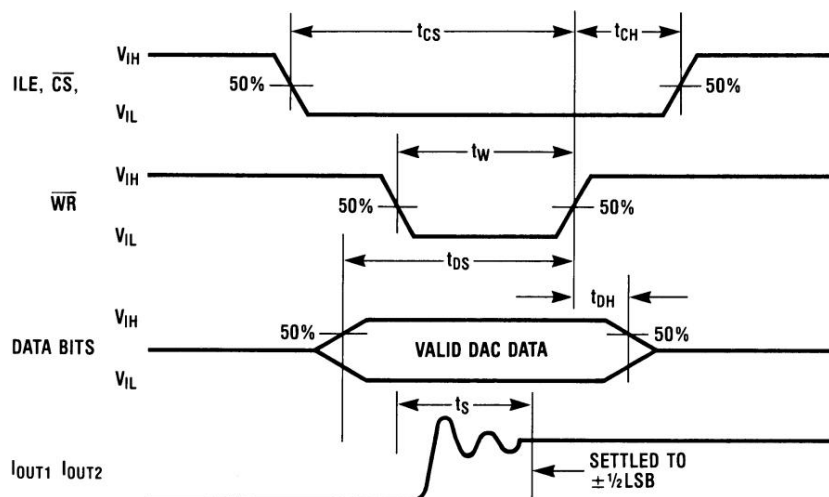 tCS
tCH
VIH
ILE, CS,
50%
50%
VIL
tW
VIH
WR
50%
50%
VIL
tDS
tDH
VIH
50%
50%
DATA BITS
VALID DAC DATA
VIL
tS
IOUT1 IOUT2
SETTLED TO
±½LSB